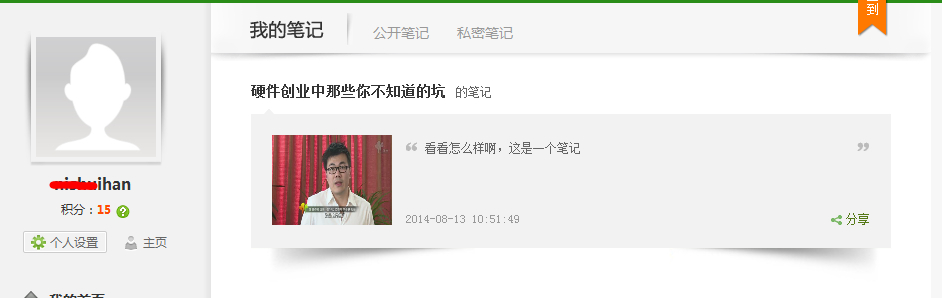 到
我的笔记 公开笔记 私密笔记
硬件创业中那些你不知道的坑 的笔记
“ 看看怎么样啊，这是一个笔记 ”
2014-08-13 10:51:49
分享
ihan
积分：15 ?
个人设置 主页
我的首页